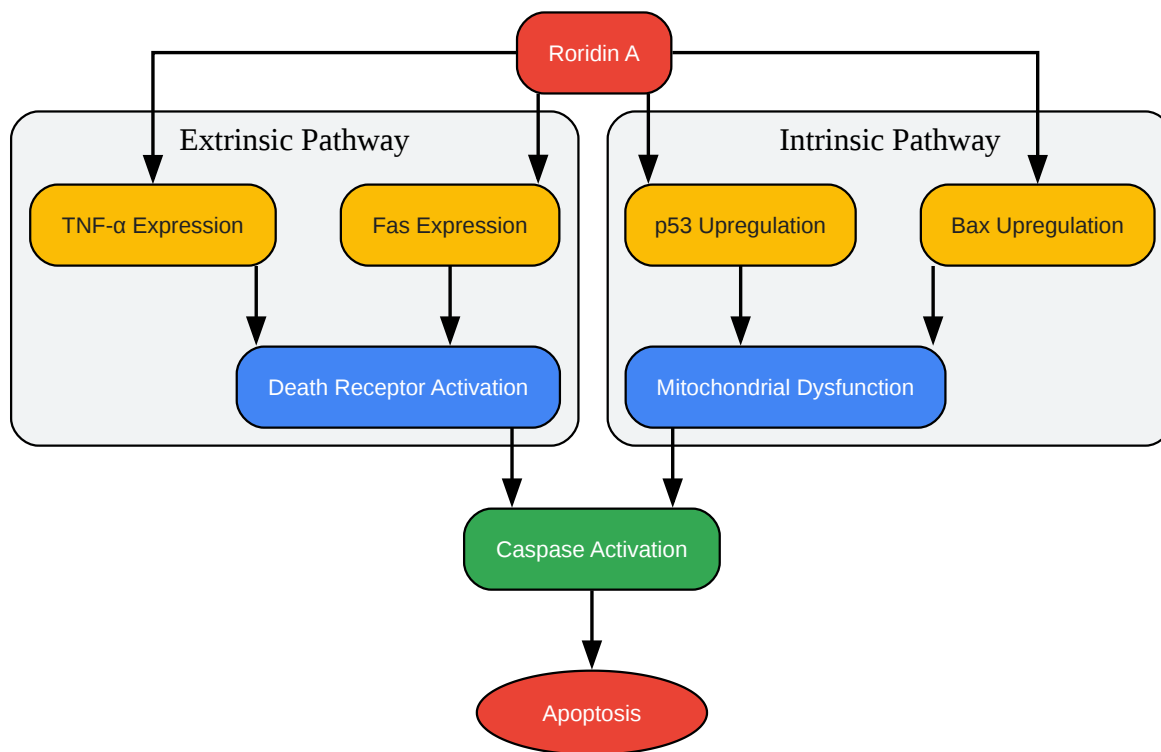 Roridin A
Extrinsic Pathway
Intrinsic Pathway
TNF-α Expression
Fas Expression
p53 Upregulation
Bax Upregulation
Death Receptor Activation
Mitochondrial Dysfunction
Caspase Activation
Apoptosis